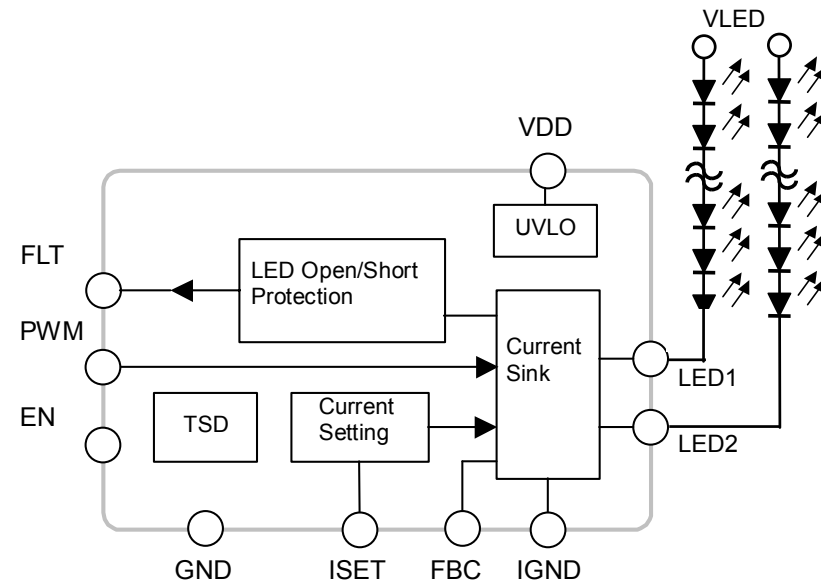 VLED
VDD
UVLO
FLT
LED Open/Short
Protection
PWM
Current
Sink
LED1
EN
TSD
Current
Setting
LED2
GND
ISET
FBC
IGND